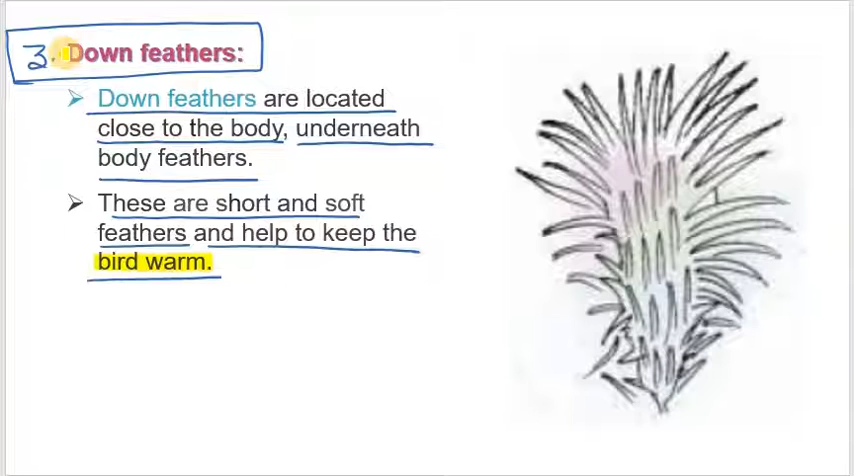 3. Down feathers:
➢ Down feathers are located
close to the body, underneath
body feathers.
➢ These are short and soft
feathers and help to keep the
bird warm.